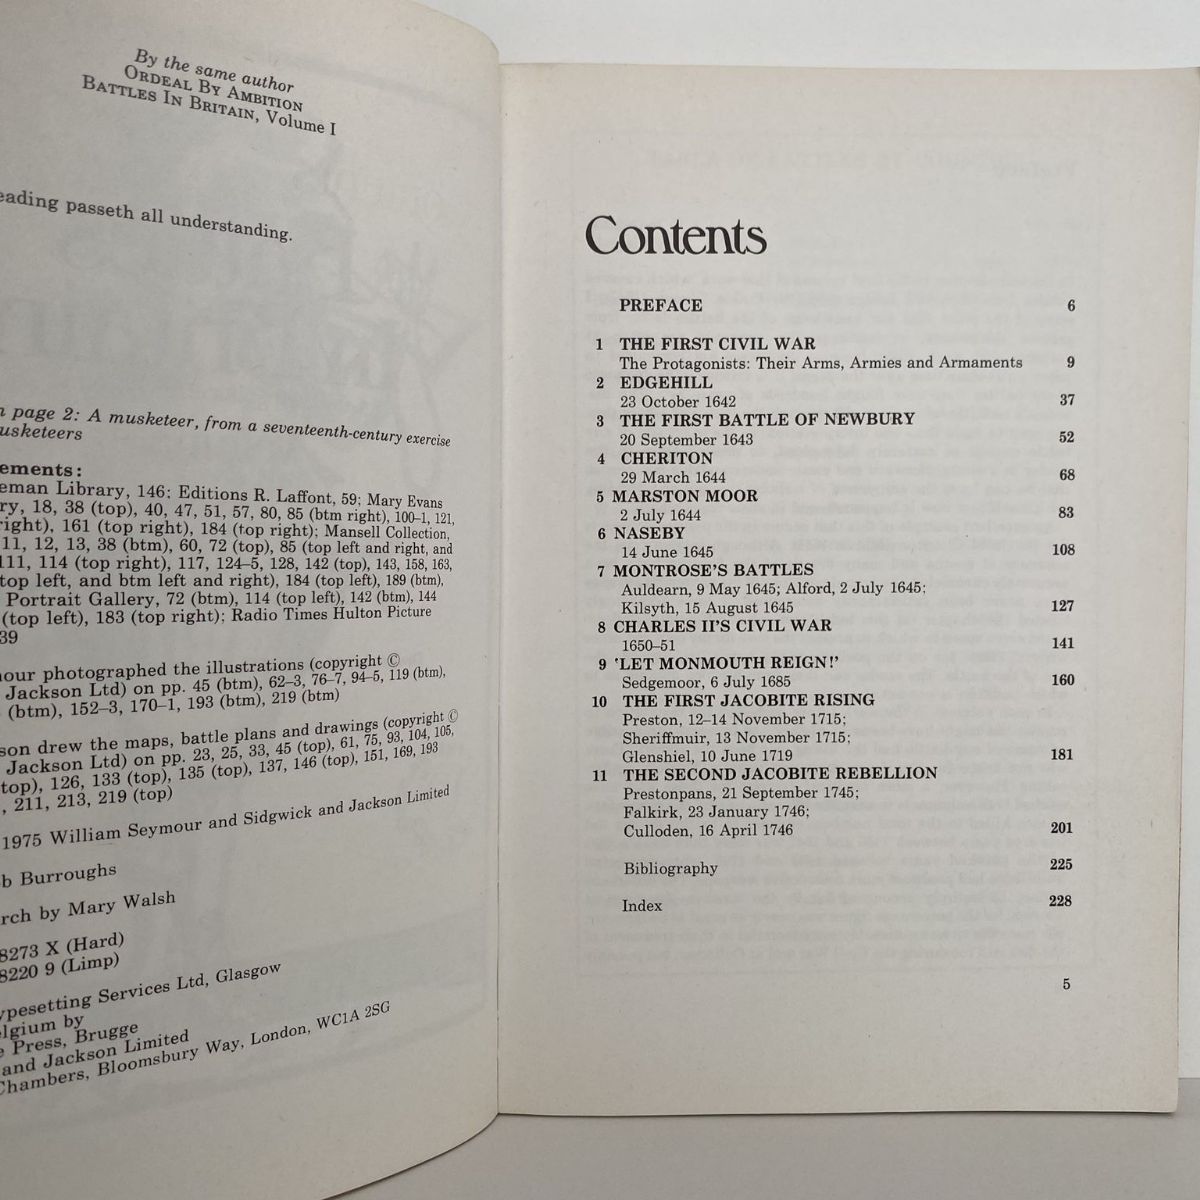 By the same author
ORDEAL BY AMBITION
BATTLES IN BRITAIN, Volume I
passeth all understanding.
page 2: A musketeer, from a seventeenth-century exercise
Library, 146; Editions R. Laffont, 59; Mary Evans
18, 38 (top), 40, 47, 51, 57, 80, 85 (btm right), 100–1, 121,
161 (top right), 184 (top right); Mansell Collection,
11, 12, 13, 38 (btm), 60, 72 (top), 85 (top left and right, and
111, 114 (top right), 117, 124–5, 128, 142 (top), 143, 158, 163,
top left, and btm left and right), 184 (top left), 189 (btm),
Portrait Gallery, 72 (btm), 114 (top left), 142 (btm), 144
(top left), 183 (top right); Radio Times Hulton Picture
39
photographed the illustrations (copyright ©
Jackson Ltd) on pp. 45 (btm), 62–3, 76–7, 94–5, 119 (btm),
(btm), 152–3, 170–1, 193 (btm), 219 (btm)
drew the maps, battle plans and drawings (copyright ©
Jackson Ltd) on pp. 23, 25, 33, 45 (top), 61, 75, 93, 104, 105,
(top), 126, 133 (top), 135 (top), 137, 146 (top), 151, 169, 193
, 211, 213, 219 (top)
1975 William Seymour and Sidgwick and Jackson Limited
b Burroughs
by Mary Walsh
8273 X (Hard)
8220 9 (Limp)
Services Ltd, Glasgow
by
Press, Brugge
and Jackson Limited
Chambers, Bloomsbury Way, London, WC1A 2SG
Contents
PREFACE 6
1 THE FIRST CIVIL WAR
The Protagonists: Their Arms, Armies and Armaments 9
2 EDGEHILL
23 October 1642 37
3 THE FIRST BATTLE OF NEWBURY
20 September 1643 52
4 CHERITON
29 March 1644 68
5 MARSTON MOOR
2 July 1644 83
6 NASEBY
14 June 1645 108
7 MONTROSE'S BATTLES
Auldearn, 9 May 1645; Alford, 2 July 1645;
Kilsyth, 15 August 1645 127
8 CHARLES II'S CIVIL WAR
1650–51 141
9 'LET MONMOUTH REIGN!'
Sedgemoor, 6 July 1685 160
10 THE FIRST JACOBITE RISING
Preston, 12–14 November 1715;
Sheriffmuir, 13 November 1715;
Glenshiel, 10 June 1719 181
11 THE SECOND JACOBITE REBELLION
Prestonpans, 21 September 1745;
Falkirk, 23 January 1746;
Culloden, 16 April 1746 201
Bibliography 225
Index 228
5